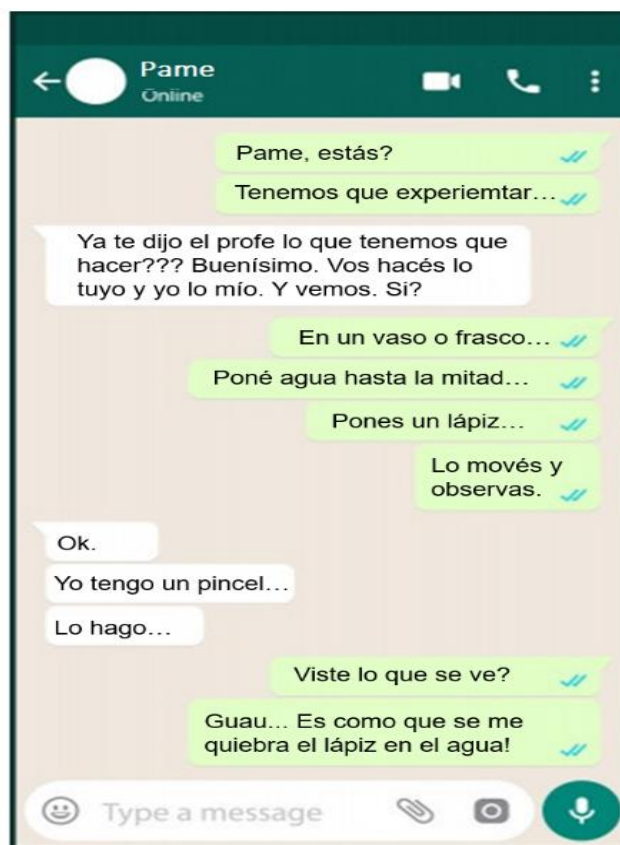 Pame
Online
Pame, estás?
Tenemos que experiemtar...
Ya te dijo el profe lo que tenemos que
hacer??? Buenísimo. Vos hacés lo
tuyo y yo lo mío. Y vemos. Si?
En un vaso o frasco...
Poné agua hasta la mitad...
Pones un lápiz...
Lo movés y
observas.
Ok.
Yo tengo un pincel...
Lo hago...
Viste lo que se ve?
Guau... Es como que se me
quiebra el lápiz en el agua!
Type a message